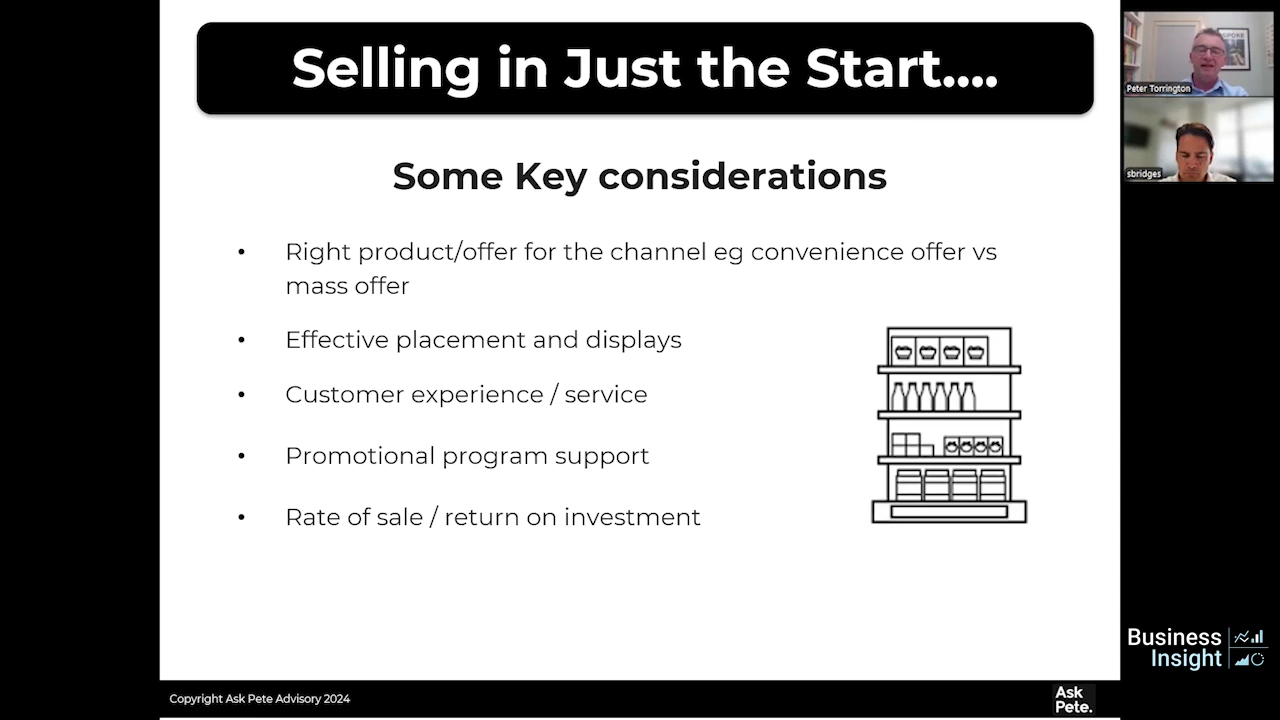 Selling in Just the Start....
Some Key considerations
• Right product/offer for the channel eg convenience offer vs
mass offer
• Effective placement and displays
• Customer experience / service
• Promotional program support
• Rate of sale / return on investment
Copyright Ask Pete Advisory 2024
Ask
Pete.
SPOKE
Peter Torrington
sbridges
Business
Insight